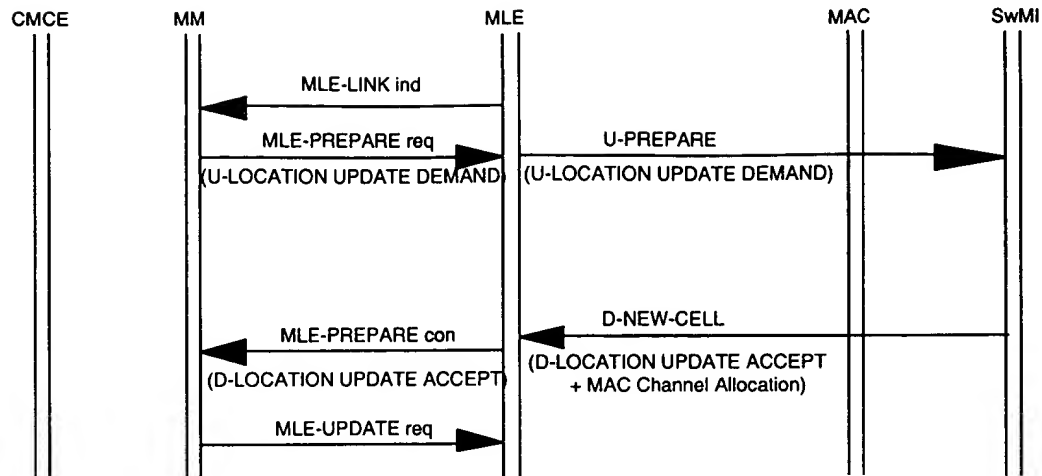 CMCE MM MLE MAC SwMI
MLE-LINK ind
MLE-PREPARE req U-PREPARE
(U-LOCATION UPDATE DEMAND) (U-LOCATION UPDATE DEMAND)
D-NEW-CELL
MLE-PREPARE con
(D-LOCATION UPDATE ACCEPT
(D-LOCATION UPDATE ACCEPT) + MAC Channel Allocation)
MLE-UPDATE req